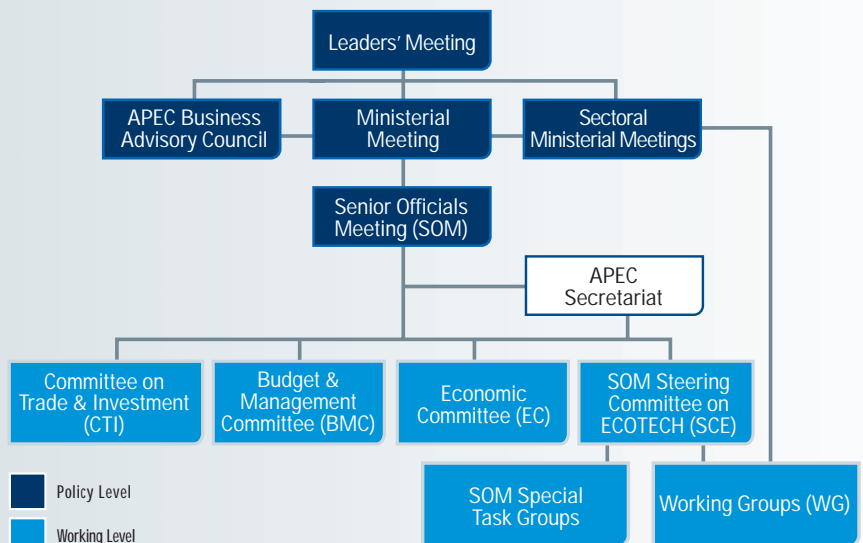 Leaders' Meeting
APEC Business
Advisory Council
Ministerial
Meeting
Sectoral
Ministerial Meetings
Senior Officials
Meeting (SOM)
APEC
Secretariat
Committee on
Trade & Investment
(CTI)
Budget &
Management
Committee (BMC)
Economic
Committee (EC)
SOM Steering
Committee on
ECOTECH (SCE)
SOM Special
Task Groups
Working Groups (WG)
Policy Level
Working Level